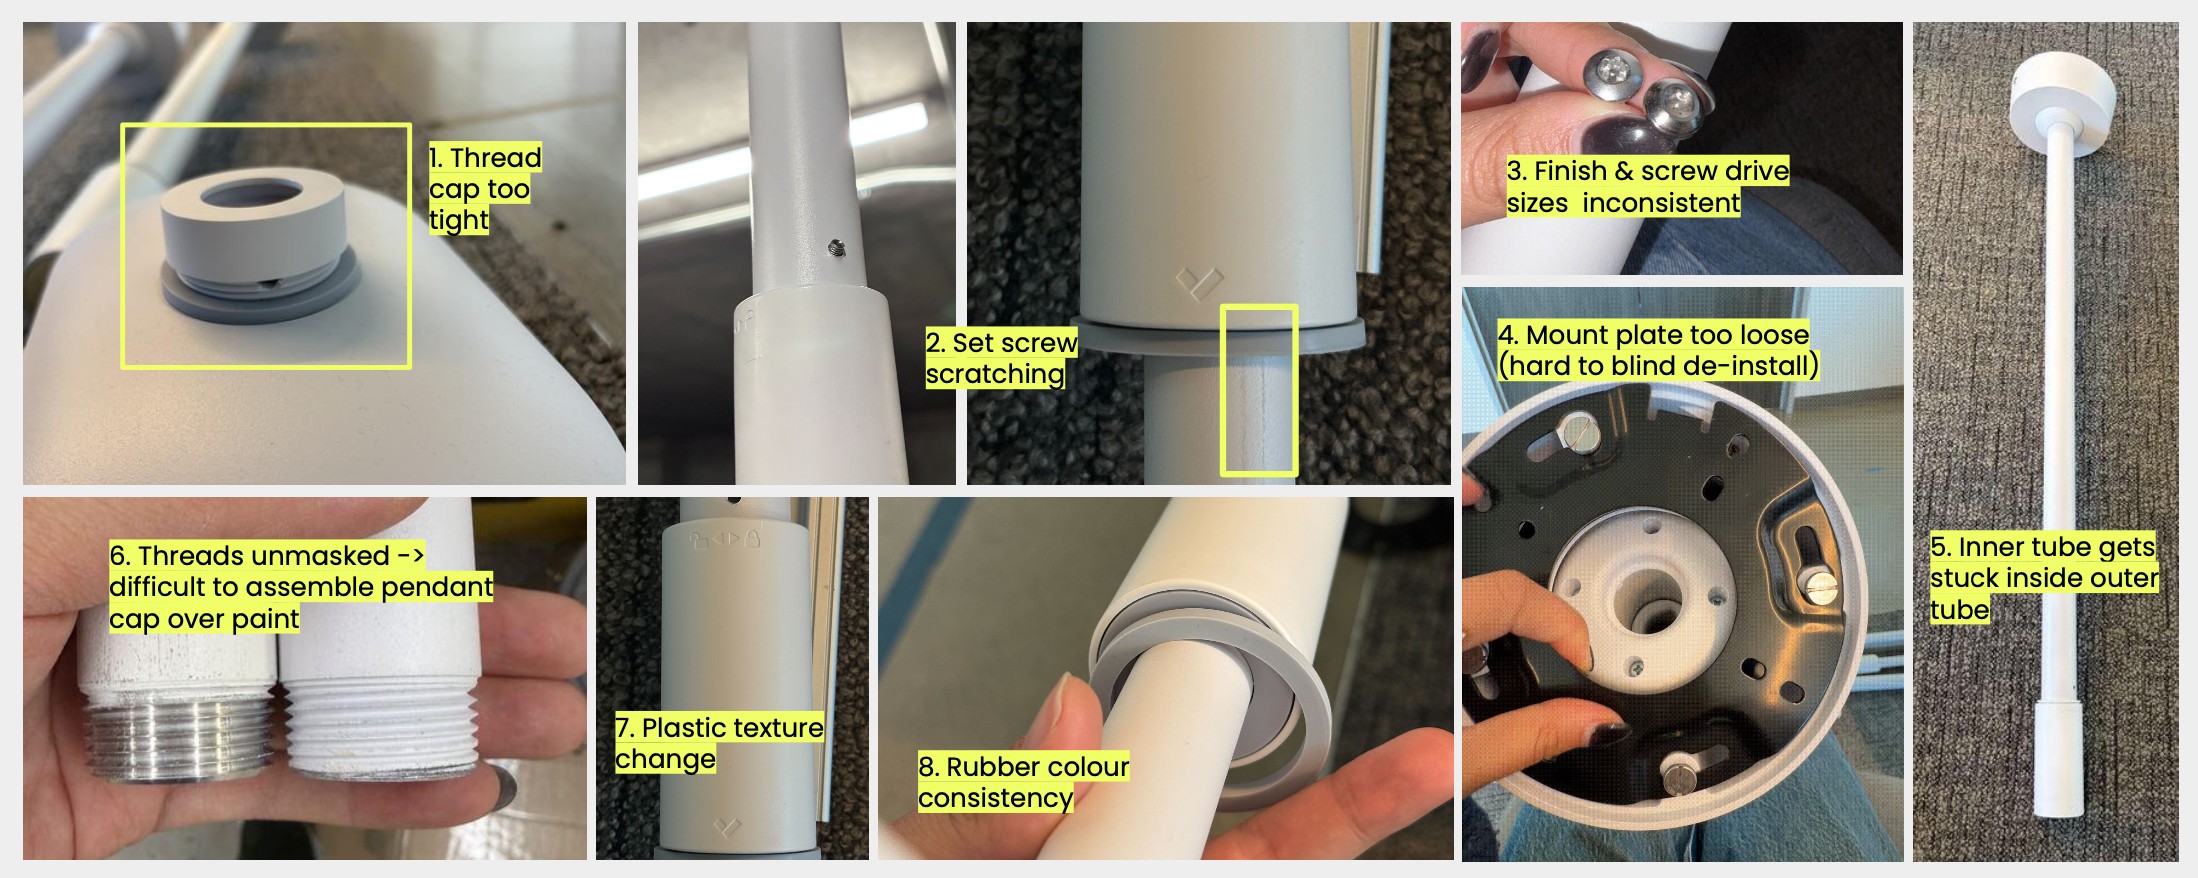 1. Thread
cap too
tight
2. Set screw
scratching
3. Finish & screw drive
sizes inconsistent
4. Mount plate too loose
(hard to blind de-install)
5. Inner tube gets
stuck inside outer
tube
6. Threads unmasked ->
difficult to assemble pendant
cap over paint
7. Plastic texture
change
8. Rubber colour
consistency